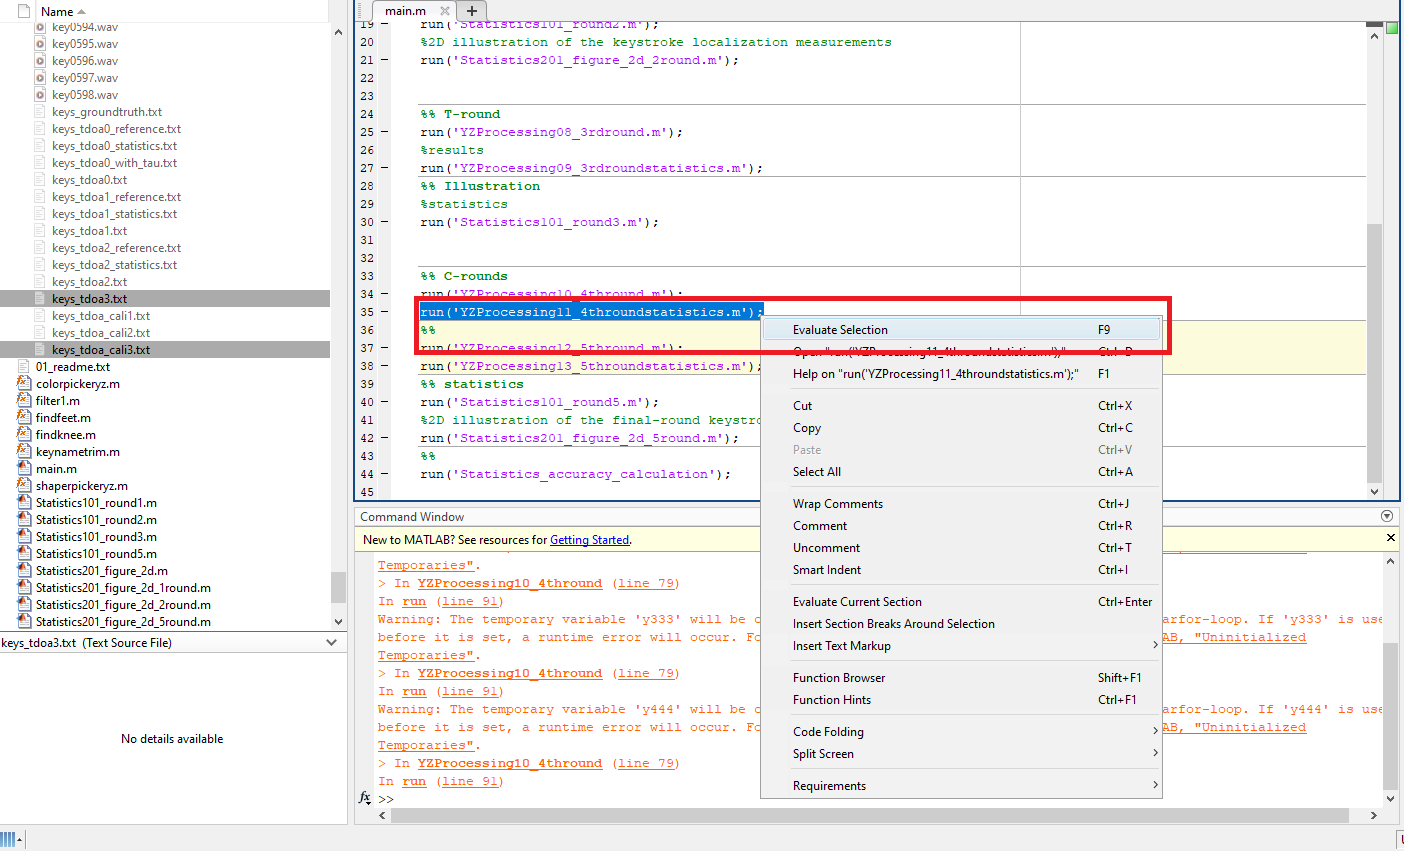 Name
key0594.wav
key0595.wav
key0596.wav
key0597.wav
key0598.wav
keys_groundtruth.txt
keys_tdoa0_reference.txt
keys_tdoa0_statistics.txt
keys_tdoa0_with_tau.txt
keys_tdoa0.txt
keys_tdoa1_reference.txt
keys_tdoa1_statistics.txt
keys_tdoa1.txt
keys_tdoa2_reference.txt
keys_tdoa2_statistics.txt
keys_tdoa2.txt
keys_tdoa3.txt
keys_tdoa_cali1.txt
keys_tdoa_cali2.txt
keys_tdoa_cali3.txt
01_readme.txt
colorpickeryz.m
filter1.m
findfeet.m
findknee.m
keynametrim.m
main.m
shaperpickeryz.m
Statistics101_round1.m
Statistics101_round2.m
Statistics101_round3.m
Statistics101_round5.m
Statistics201_figure_2d.m
Statistics201_figure_2d_1round.m
Statistics201_figure_2d_2round.m
Statistics201_figure_2d_5round.m
keys_tdoa3.txt (Text Source File)
No details available
main.m
19 – run('Statistics101_round2.m');
20 %2D illustration of the keystroke localization measurements
21 – run('Statistics201_figure_2d_2round.m');
22
23
24 %% T-round
25 – run('YZProcessing08_3rdround.m');
26 %results
27 – run('YZProcessing09_3rdroundstatistics.m');
28 %% Illustration
29 %statistics
30 – run('Statistics101_round3.m');
31
32
33 %% C-rounds
34 – run('YZProcessing10_4thround.m');
35 – run('YZProcessing11_4throundstatistics.m');
36 %%
37 – run('YZProcessing12_5thround.m');
38 – run('YZProcessing13_5throundstatistics.m');
39 %% statistics
40 – run('Statistics101_round5.m');
41 %2D illustration of the final-round keystro
42 – run('Statistics201_figure_2d_5round.m');
43 %%
44 – run('Statistics_accuracy_calculation');
45
Evaluate Selection F9
Open "run('YZProcessing11_4throundstatistics.m');" Ctrl+D
Help on "run('YZProcessing11_4throundstatistics.m');" F1
Cut Ctrl+X
Copy Ctrl+C
Paste Ctrl+V
Select All Ctrl+A
Wrap Comments Ctrl+J
Comment Ctrl+R
Uncomment Ctrl+T
Smart Indent Ctrl+I
Evaluate Current Section Ctrl+Enter
Insert Section Breaks Around Selection
Insert Text Markup
Function Browser Shift+F1
Function Hints Ctrl+F1
Code Folding
Split Screen
Requirements
Command Window
New to MATLAB? See resources for Getting Started.
Temporaries".
> In YZProcessing10_4thround (line 79)
In run (line 91)
Warning: The temporary variable 'y333' will be c arfor-loop. If 'y333' is use
before it is set, a runtime error will occur. Fo AB, "Uninitialized
Temporaries".
> In YZProcessing10_4thround (line 79)
In run (line 91)
Warning: The temporary variable 'y444' will be c arfor-loop. If 'y444' is use
before it is set, a runtime error will occur. Fo AB, "Uninitialized
Temporaries".
> In YZProcessing10_4thround (line 79)
In run (line 91)
fx >>